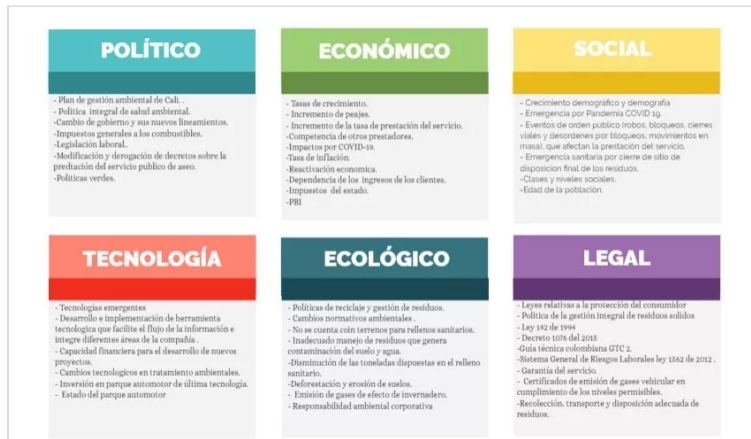 POLÍTICO
- Plan de gestión ambiental de Cali. .
- Politica integral de salud ambiental.
-Cambio de gobierno y sus nuevos lineamientos.
-Impuestos generales a los combustibles.
-Legislación laboral.
-Modificación y derogación de decretos sobre la
preditación del servicio publico de aseo.
-Politicas verdes.
ECONÓMICO
- Tasas de crecimiento.
- Incremento de peajes.
- Incremento de la tasa de prestación del servicio.
-Competencia de otros prestadores.
-Impactos por COVID-19.
-Tasa de inflación.
-Reactivación economica.
-Dependencia de los ingresos de los clientes.
-Impuestos del estado.
-PBI
SOCIAL
- Crecimiento demográfico y demografía
- Emergencia por Pandemia COVID 19.
- Eventos de orden público (robos, bloqueos, cierres
viales y desordenes por bloqueos, movimientos en
masa), que afectan la prestación del servicio.
- Emergencia sanitaria por cierre de sitio de
disposicion final de los residuos.
-Clases y niveles sociales.
-Edad de la población.
TECNOLOGÍA
- Tecnologías emergentes
- Desarrollo e implementación de herramienta
tecnologica que facilite el flujo de la información e
integre diferentes áreas de la compañía .
- Capacidad financiera para el desarrollo de nuevos
proyectos.
- Cambios tecnologicos en tratamiento ambientales.
- Inversión en parque automotor de última tecnología.
- Estado del parque automotor
ECOLÓGICO
- Políticas de reciclaje y gestión de residuos.
- Cambios normativos ambientales .
- No se cuenta coin terrenos para rellenos sanitarios.
- Inadecuado manejo de residuos que genera
contaminación del suelo y agua.
-Disminución de las toneladas dispuestas en el relleno
sanitario.
-Deforestación y erosión de suelos.
- Emisión de gases de efecto de invernadero.
- Responsabilidad ambiental corporativa
LEGAL
- Leyes relativas a la protección del consumidor
- Politica de la gestión integral de residuos solidos
- Ley 142 de 1994
- Decreto 1076 del 2015
-Guía técnica colombiana GTC 2.
-Sistema General de Riesgos Laborales ley 1562 de 2012 .
- Garantía del servicio.
- Certificados de emisión de gases vehicular en
cumplimiento de los niveles permisibles.
-Recolección, transporte y disposición adecuada de
residuos.